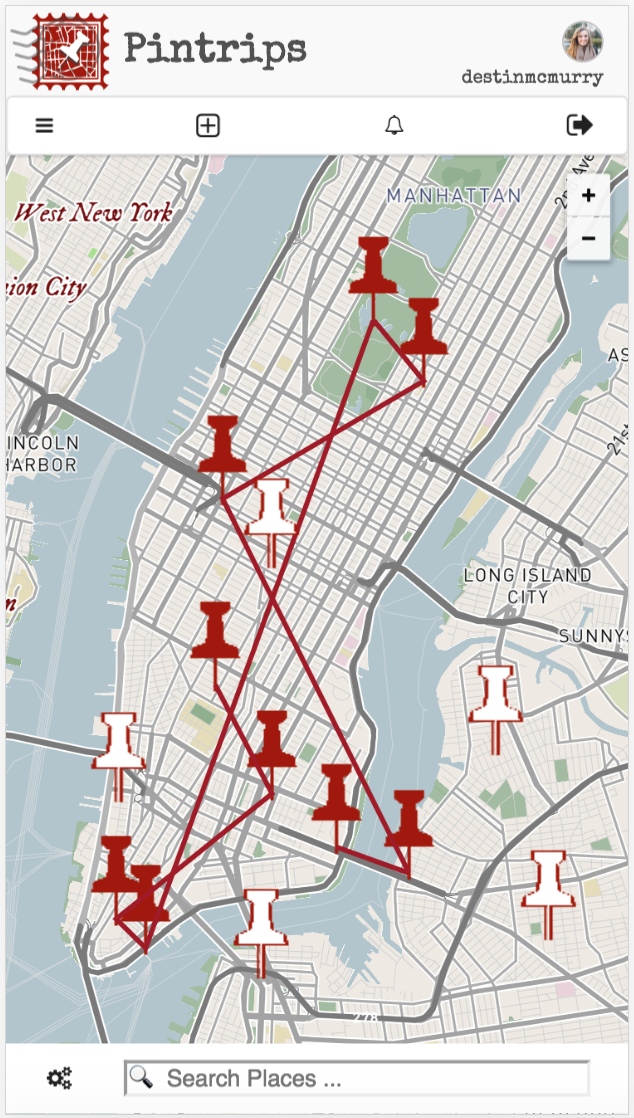 Pintrips
destinmcmurry
+
−
MANHATTAN
2nd Ave
West New York
ion City
AS
INCOLN
HARBOR
21st
LONG ISLAND
CITY
n
SUNNYS
278
Search Places ...